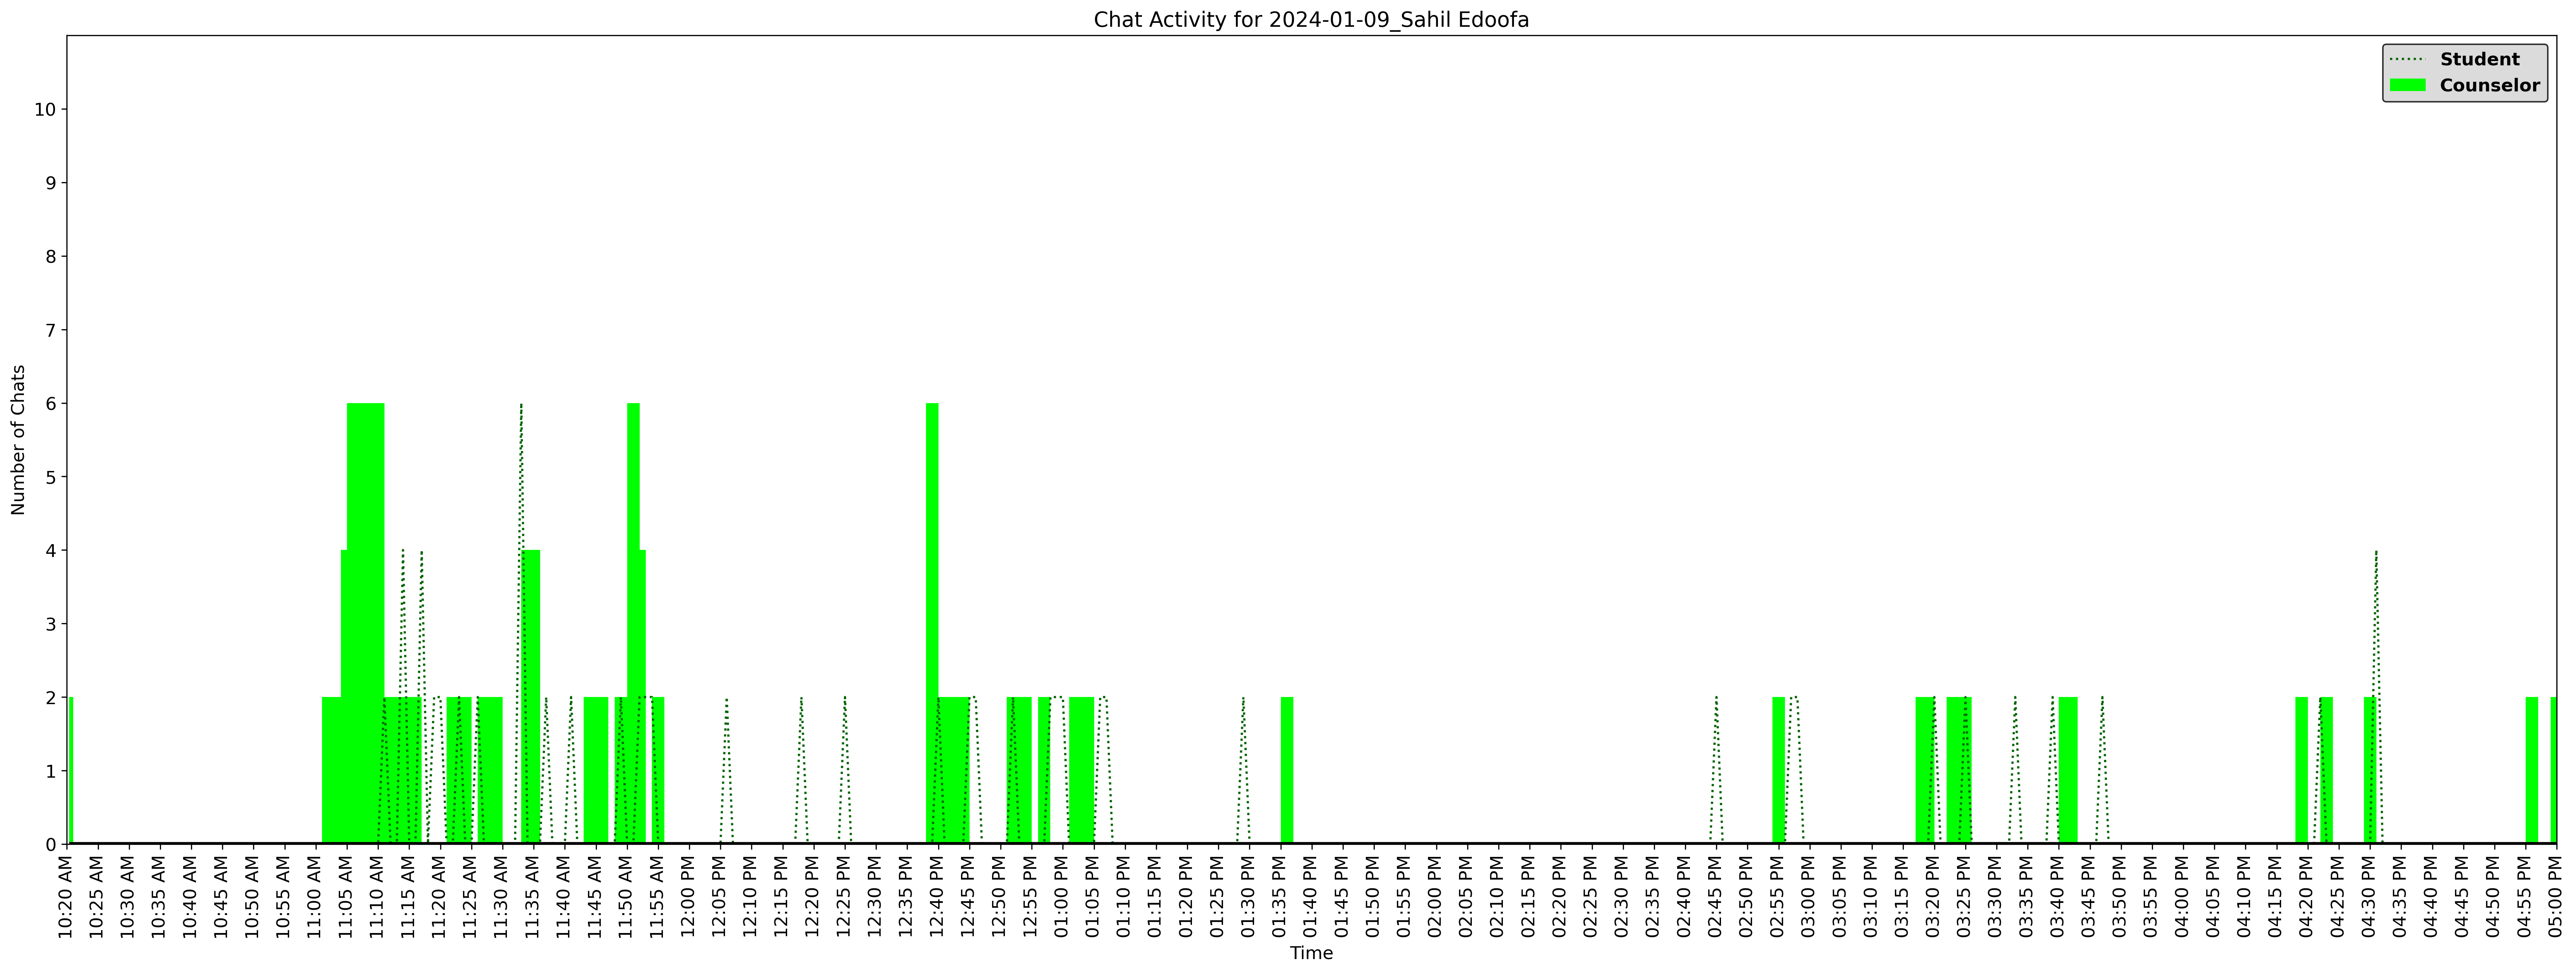 Chat Activity for 2024-01-09_Sahil Edoofa
Student
Counselor
Number of Chats
10
9
8
7
6
5
4
3
2
1
0
10:20 AM
10:25 AM
10:30 AM
10:35 AM
10:40 AM
10:45 AM
10:50 AM
10:55 AM
11:00 AM
11:05 AM
11:10 AM
11:15 AM
11:20 AM
11:25 AM
11:30 AM
11:35 AM
11:40 AM
11:45 AM
11:50 AM
11:55 AM
12:00 PM
12:05 PM
12:10 PM
12:15 PM
12:20 PM
12:25 PM
12:30 PM
12:35 PM
12:40 PM
12:45 PM
12:50 PM
12:55 PM
01:00 PM
01:05 PM
01:10 PM
01:15 PM
01:20 PM
01:25 PM
01:30 PM
01:35 PM
01:40 PM
01:45 PM
01:50 PM
01:55 PM
02:00 PM
02:05 PM
02:10 PM
02:15 PM
02:20 PM
02:25 PM
02:30 PM
02:35 PM
02:40 PM
02:45 PM
02:50 PM
02:55 PM
03:00 PM
03:05 PM
03:10 PM
03:15 PM
03:20 PM
03:25 PM
03:30 PM
03:35 PM
03:40 PM
03:45 PM
03:50 PM
03:55 PM
04:00 PM
04:05 PM
04:10 PM
04:15 PM
04:20 PM
04:25 PM
04:30 PM
04:35 PM
04:40 PM
04:45 PM
04:50 PM
04:55 PM
05:00 PM
Time